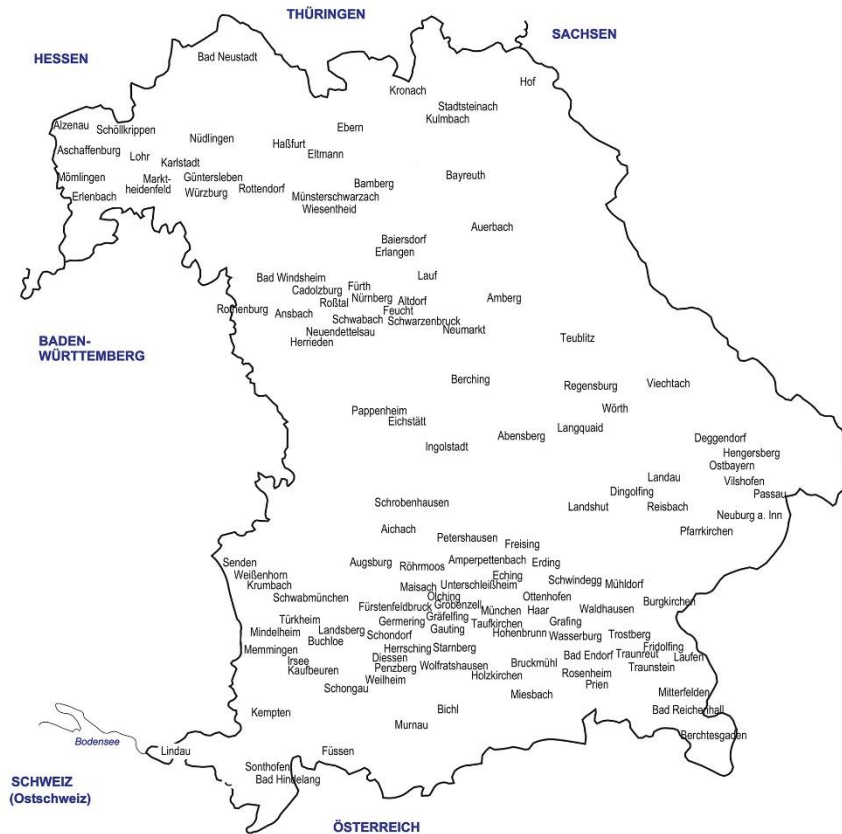 THÜRINGEN
SACHSEN
HESSEN
Bad Neustadt
Hof
Kronach
Stadtsteinach
Kulmbach
Alzenau
Schöllkrippen
Ebern
Nüdlingen
Haßfurt
Eltmann
Aschaffenburg
Lohr
Karlstadt
Mömlingen
Markt-
heidenfeld
Güntersleben
Würzburg
Rottendorf
Bamberg
Bayreuth
Erlenbach
Münsterschwarzach
Wiesentheid
Auerbach
Baiersdorf
Erlangen
Bad Windsheim
Lauf
Cadolzburg
Fürth
Roßtal
Nürnberg
Altdorf
Amberg
Rothenburg
Ansbach
Feucht
Schwabach
Schwarzenbruck
Neuendettelsau
Neumarkt
Herrieden
Teublitz
BADEN-
WÜRTTEMBERG
Berching
Regensburg
Viechtach
Pappenheim
Eichstätt
Wörth
Langquaid
Abensberg
Ingolstadt
Deggendorf
Hengersberg
Ostbayern
Landau
Vilshofen
Dingolfing
Passau
Schrobenhausen
Landshut
Reisbach
Neuburg a. Inn
Aichach
Pfarrkirchen
Petershausen
Freising
Senden
Augsburg
Röhrmoos
Amperpettenbach
Erding
Weißenhorn
Eching
Krumbach
Maisach
Unterschleißheim
Schwindegg
Mühldorf
Schwabmünchen
Olching
Ottenhofen
Fürstenfeldbruck
Gröbenzell
Burgkirchen
Gräfelfing
München
Haar
Waldhausen
Türkheim
Germering
Taufkirchen
Grafing
Mindelheim
Landsberg
Schondorf
Gauting
Hohenbrunn
Wasserburg
Trostberg
Buchloe
Memmingen
Herrsching
Starnberg
Fridolfing
Irsee
Diessen
Bad Endorf
Traunreut
Laufen
Kaufbeuren
Penzberg
Wolfratshausen
Bruckmühl
Traunstein
Weilheim
Holzkirchen
Rosenheim
Schongau
Prien
Miesbach
Mitterfelden
Kempten
Bichl
Bad Reichenhall
Murnau
Berchtesgaden
Bodensee
Lindau
Füssen
Sonthofen
Bad Hindelang
SCHWEIZ
(Ostschweiz)
ÖSTERREICH